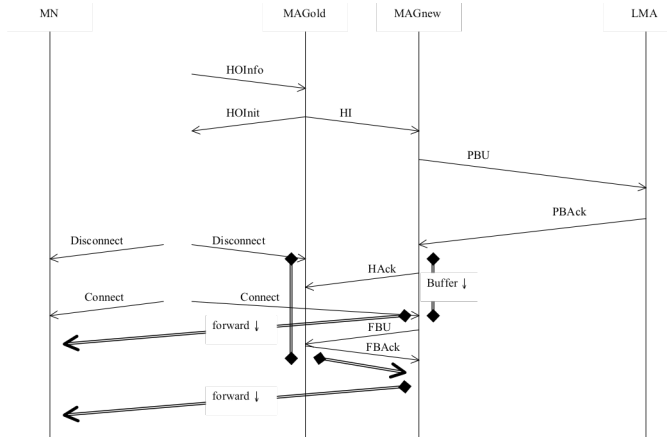 MN MAGold MAGnew LMA
HOInfo
HOInit HI
PBU
PBAck
Disconnect Disconnect
HAck
Buffer ↓
Connect Connect
forward ↓
FBU
FBAck
forward ↓